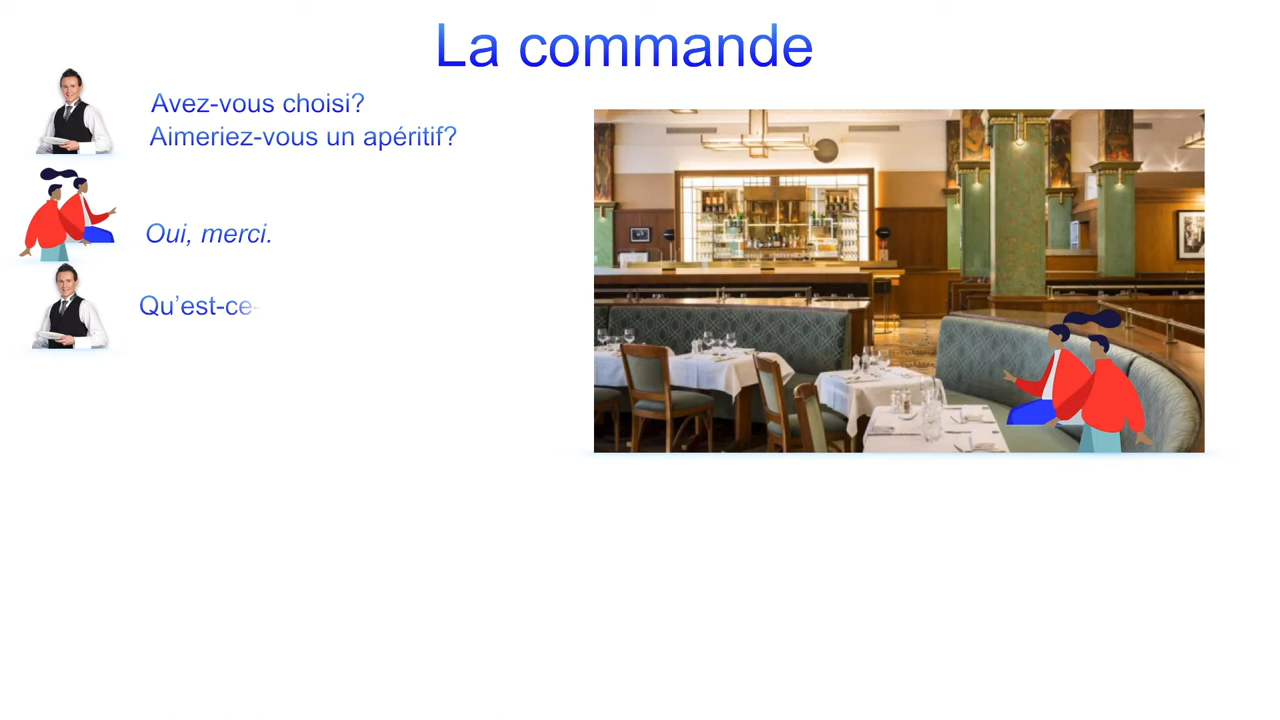 La commande
Avez-vous choisi?
Aimeriez-vous un apéritif?
Oui, merci.
Qu’est-ce-